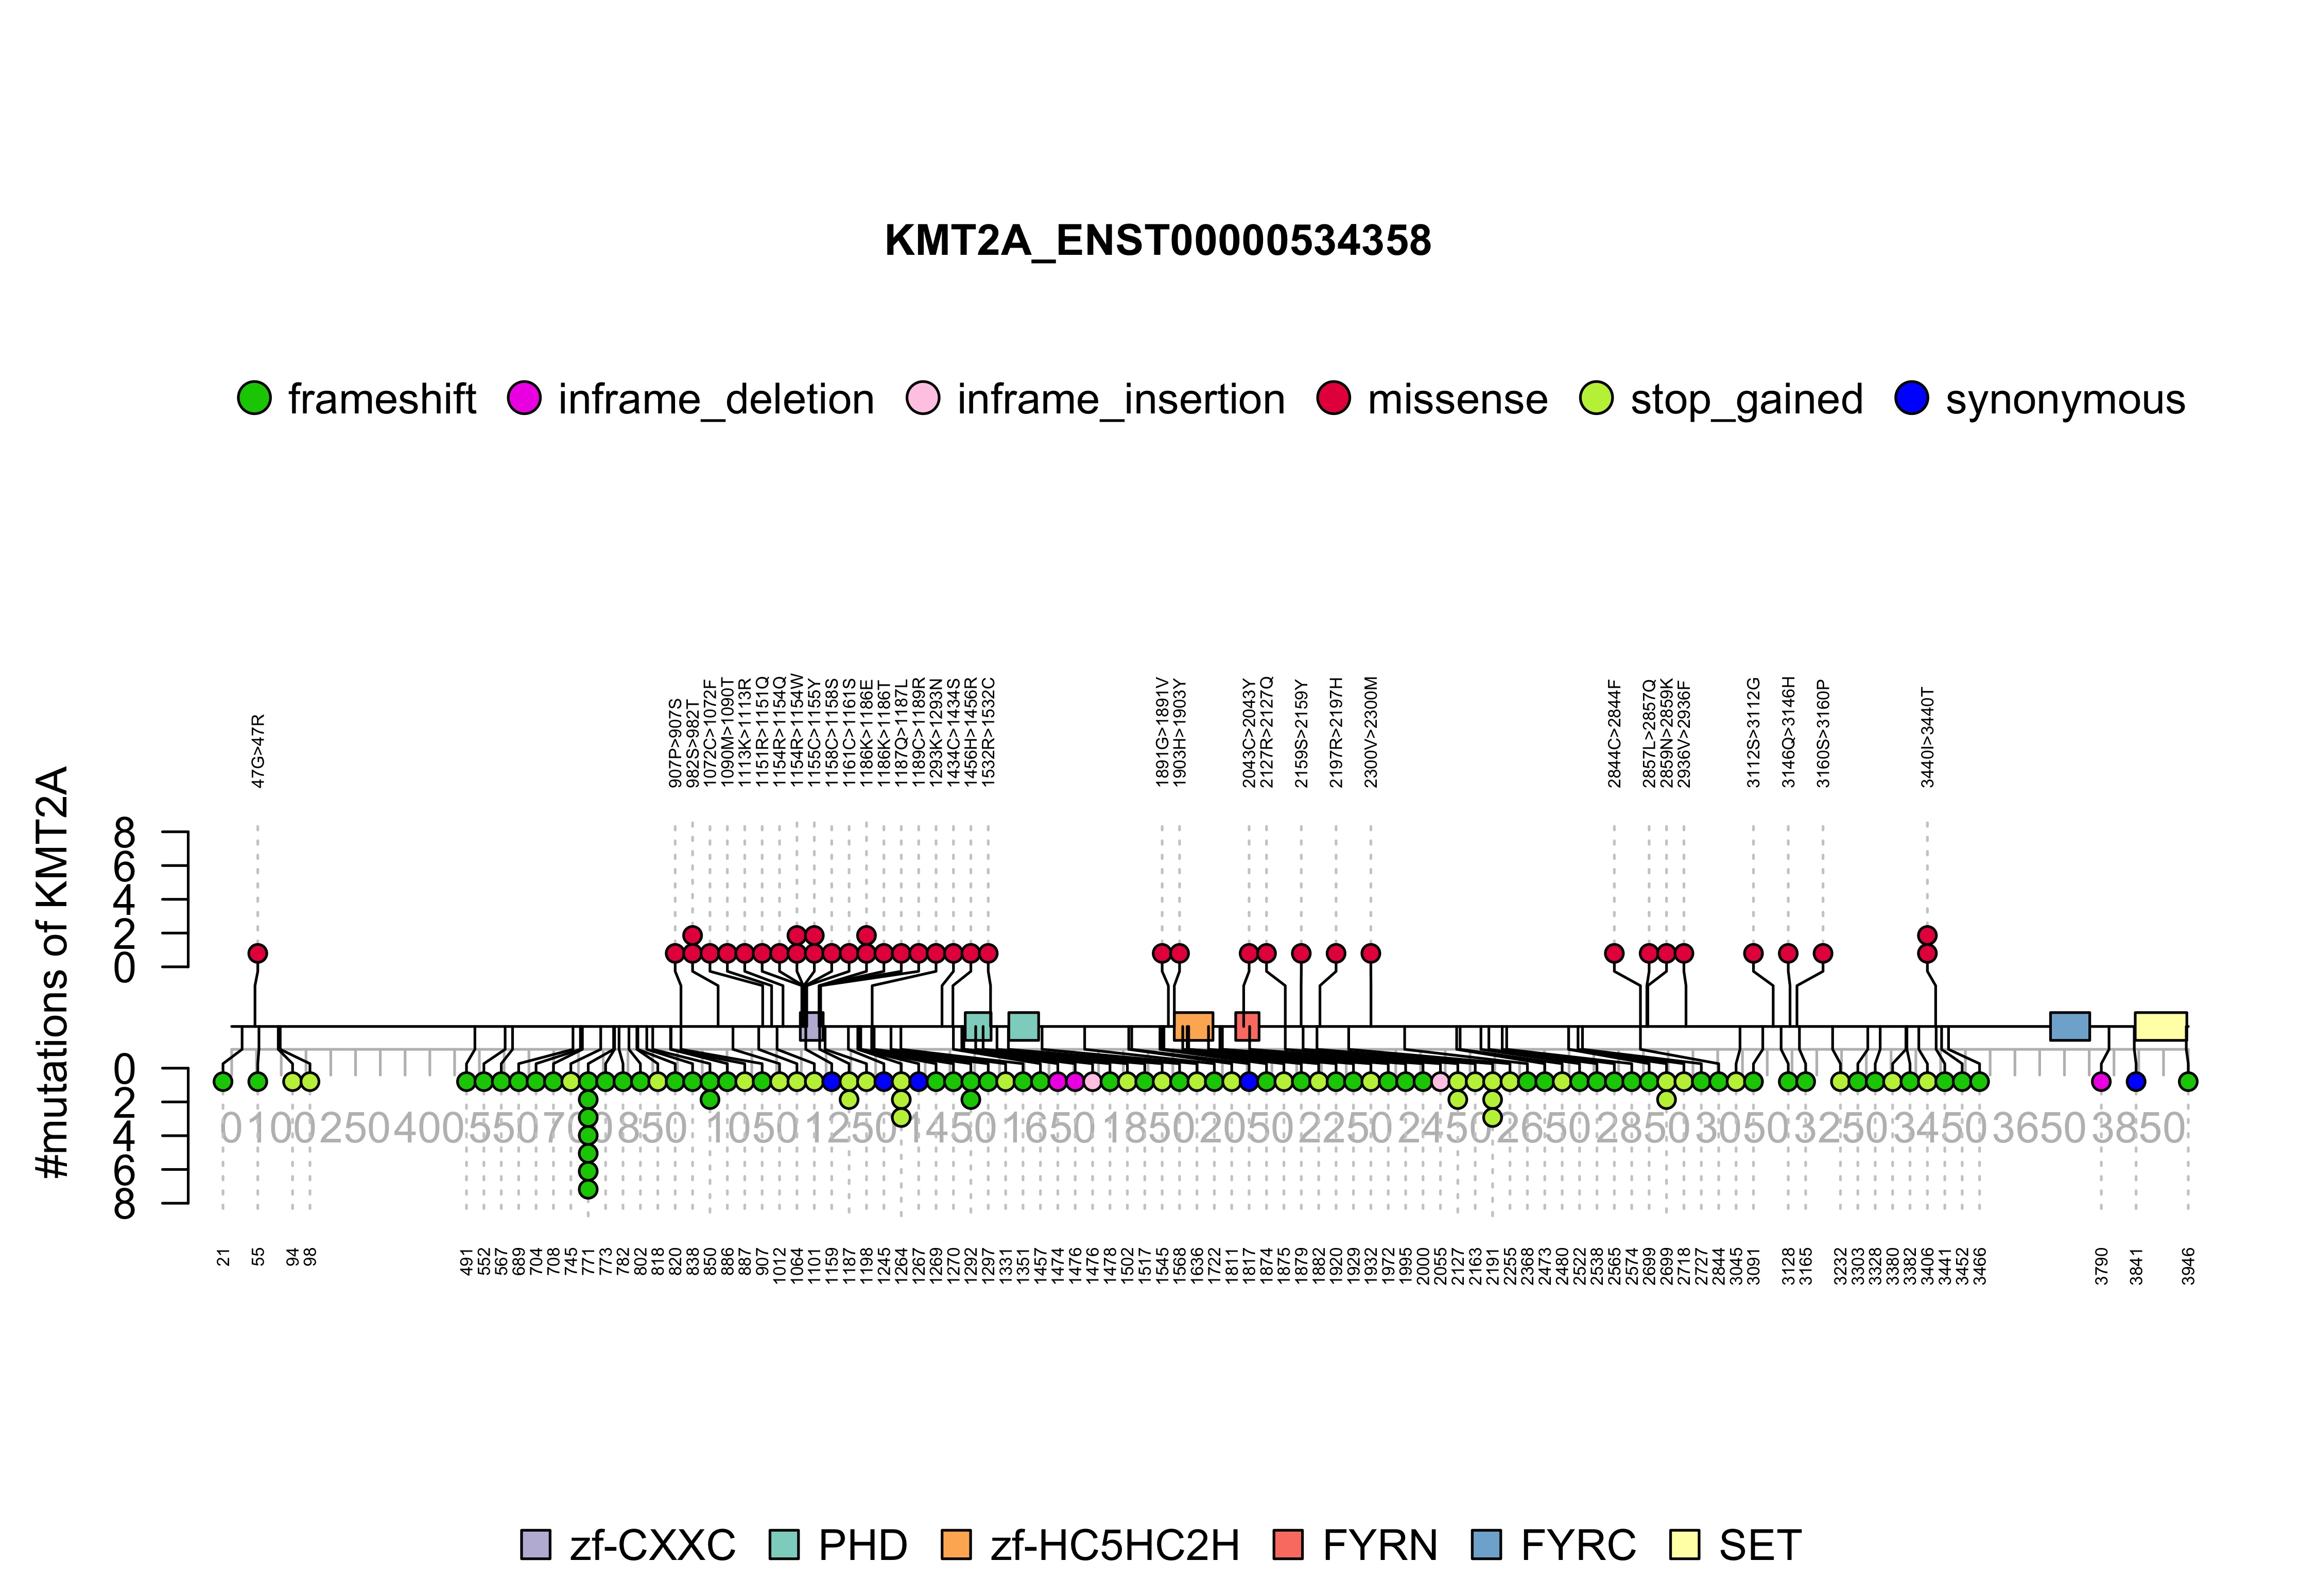 KMT2A_ENST00000534358
frameshift inframe_deletion inframe_insertion missense stop_gained synonymous
47G>47R
907P>907S
982S>982T
1072C>1072F
1090M>1090T
1113K>1113R
1151R>1151Q
1154R>1154Q
1154R>1154W
1155C>1155Y
1158C>1158S
1161C>1161S
1186K>1186E
1186K>1186T
1187Q>1187L
1189C>1189R
1293K>1293N
1434C>1434S
1456H>1456R
1532R>1532C
1891G>1891V
1903H>1903Y
2043C>2043Y
2127R>2127Q
2159S>2159Y
2197R>2197H
2300V>2300M
2844C>2844F
2857L>2857Q
2859N>2859K
2936V>2936F
3112S>3112G
3146Q>3146H
3160S>3160P
3440I>3440T
#mutations of KMT2A
8
6
4
2
0
0
2
4
6
8
0 100 250 400 550 700 850 1050 1250 1450 1650 1850 2050 2250 2450 2650 2850 3050 3250 3450 3650 3850
21
55
94
98
491
552
567
689
704
708
745
771
773
782
802
818
820
838
850
886
887
907
1012
1064
1101
1159
1187
1198
1245
1264
1267
1269
1270
1292
1297
1331
1351
1457
1474
1476
1476
1478
1502
1517
1545
1568
1636
1722
1811
1817
1874
1875
1879
1882
1920
1929
1932
1972
1995
2000
2055
2127
2163
2191
2255
2368
2473
2480
2522
2538
2565
2574
2699
2699
2718
2727
2844
3045
3091
3128
3165
3232
3303
3328
3380
3382
3406
3441
3452
3466
3790
3841
3946
zf-CXXC PHD zf-HC5HC2H FYRN FYRC SET